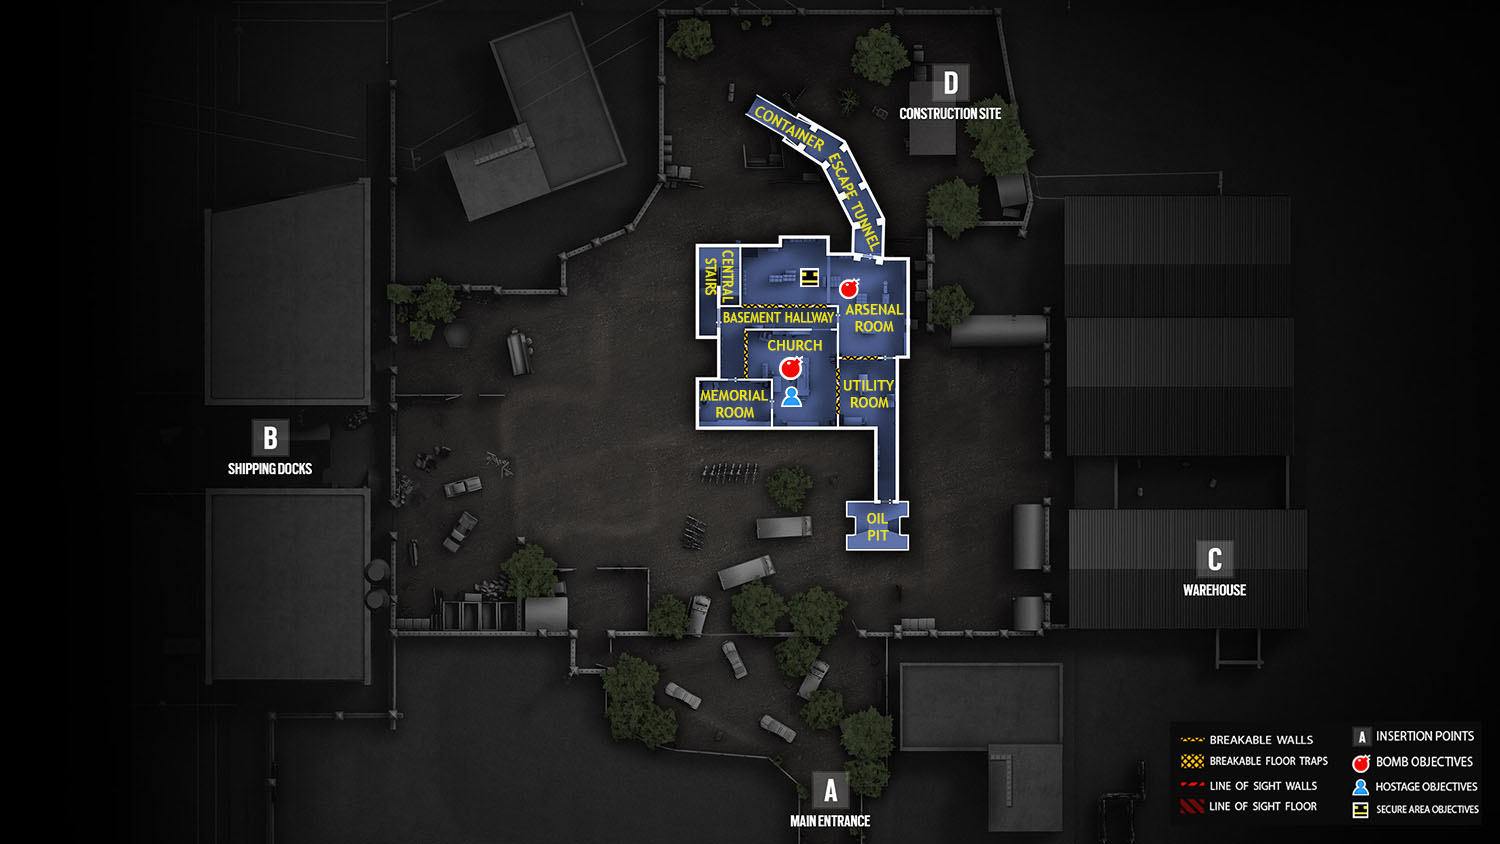 D
CONSTRUCTION SITE
CONTAINER
ESCAPE TUNNEL
CENTRAL
STAIRS
BASEMENT HALLWAY
ARSENAL
ROOM
CHURCH
MEMORIAL
ROOM
UTILITY
ROOM
OIL
PIT
B
SHIPPING DOCKS
C
WAREHOUSE
A
MAIN ENTRANCE
BREAKABLE WALLS
BREAKABLE FLOOR TRAPS
LINE OF SIGHT WALLS
LINE OF SIGHT FLOOR
A INSERTION POINTS
BOMB OBJECTIVES
HOSTAGE OBJECTIVES
SECURE AREA OBJECTIVES